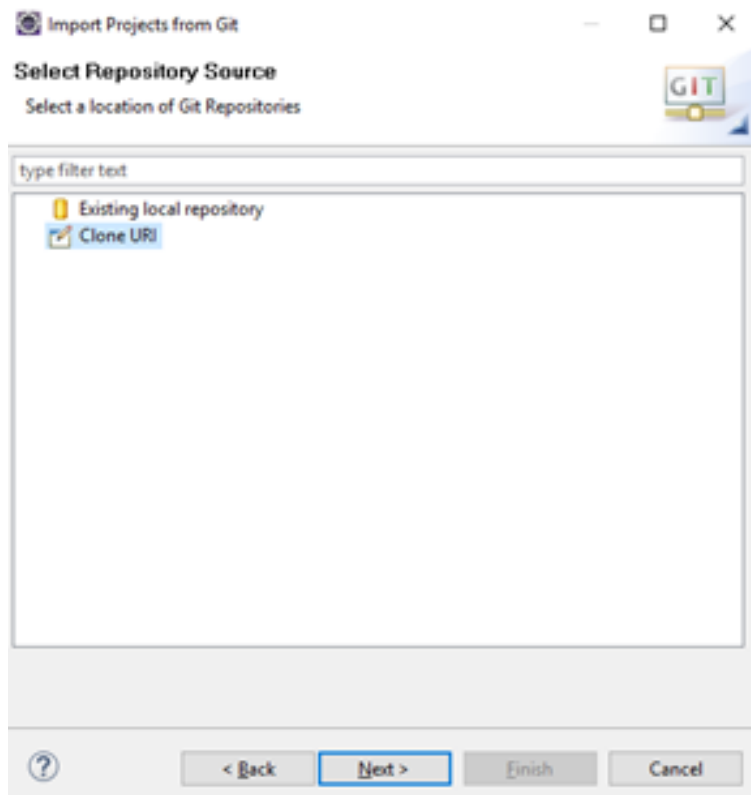 Import Projects from Git
Select Repository Source
Select a location of Git Repositories
GIT
type filter text
Existing local repository
Clone URI
?
< Back
Next >
Finish
Cancel